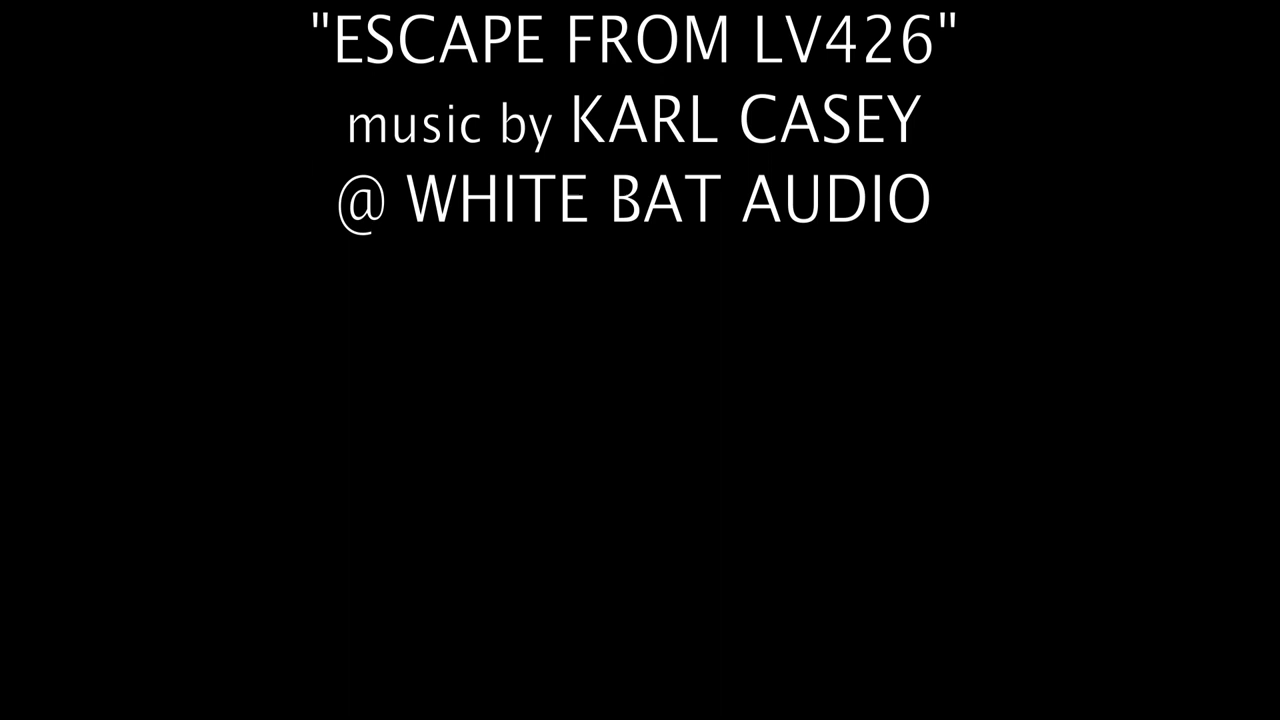 "ESCAPE FROM LV426"
music by KARL CASEY
@ WHITE BAT AUDIO